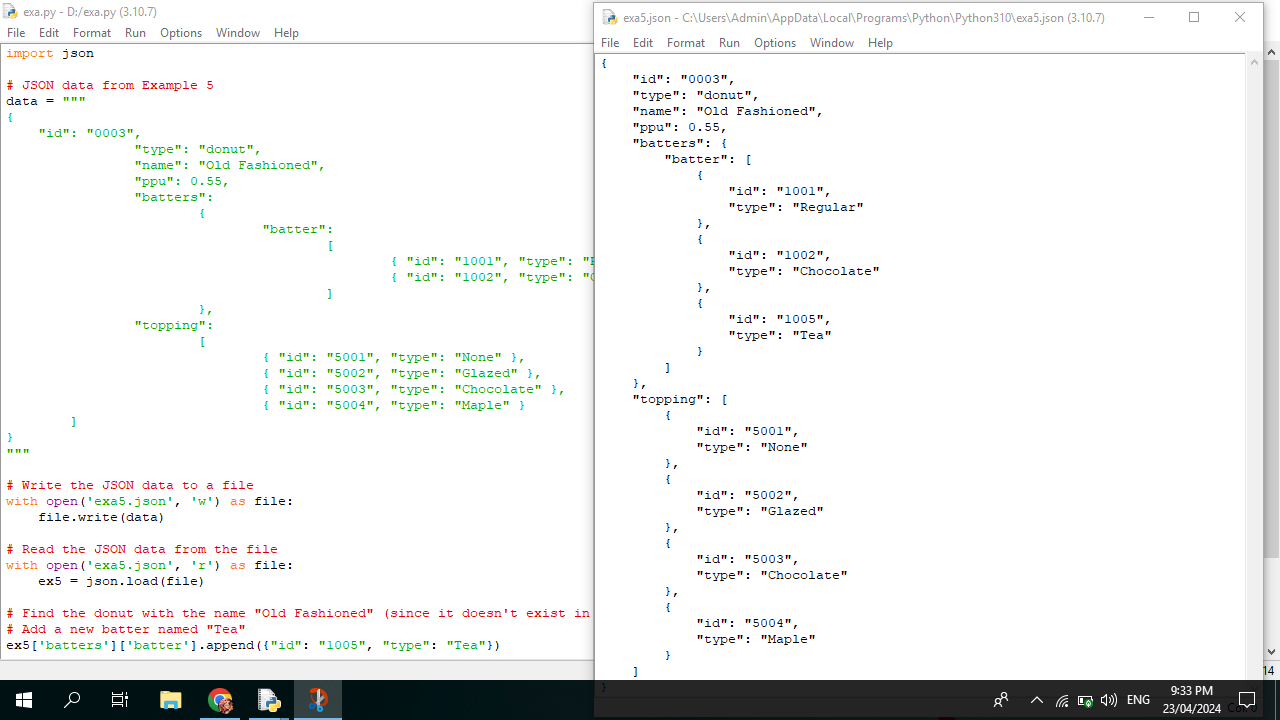 exa.py - D:/exa.py (3.10.7)
File Edit Format Run Options Window Help
import json
# JSON data from Example 5
data = """
{
"id": "0003",
"type": "donut",
"name": "Old Fashioned",
"ppu": 0.55,
"batters":
{
"batter":
[
{ "id": "1001", "type":
{ "id": "1002", "type":
]
},
"topping":
[
{ "id": "5001", "type": "None" },
{ "id": "5002", "type": "Glazed" },
{ "id": "5003", "type": "Chocolate" },
{ "id": "5004", "type": "Maple" }
]
}
"""
# Write the JSON data to a file
with open('exa5.json', 'w') as file:
file.write(data)
# Read the JSON data from the file
with open('exa5.json', 'r') as file:
ex5 = json.load(file)
# Find the donut with the name "Old Fashioned" (since it doesn't exist in
# Add a new batter named "Tea"
ex5['batters']['batter'].append({"id": "1005", "type": "Tea"})
exa5.json - C:\Users\Admin\AppData\Local\Programs\Python\Python310\exa5.json (3.10.7)
File Edit Format Run Options Window Help
{
"id": "0003",
"type": "donut",
"name": "Old Fashioned",
"ppu": 0.55,
"batters": {
"batter": [
{
"id": "1001",
"type": "Regular"
},
{
"id": "1002",
"type": "Chocolate"
},
{
"id": "1005",
"type": "Tea"
}
]
},
"topping": [
{
"id": "5001",
"type": "None"
},
{
"id": "5002",
"type": "Glazed"
},
{
"id": "5003",
"type": "Chocolate"
},
{
"id": "5004",
"type": "Maple"
}
]
}
14
ENG
9:33 PM
23/04/2024